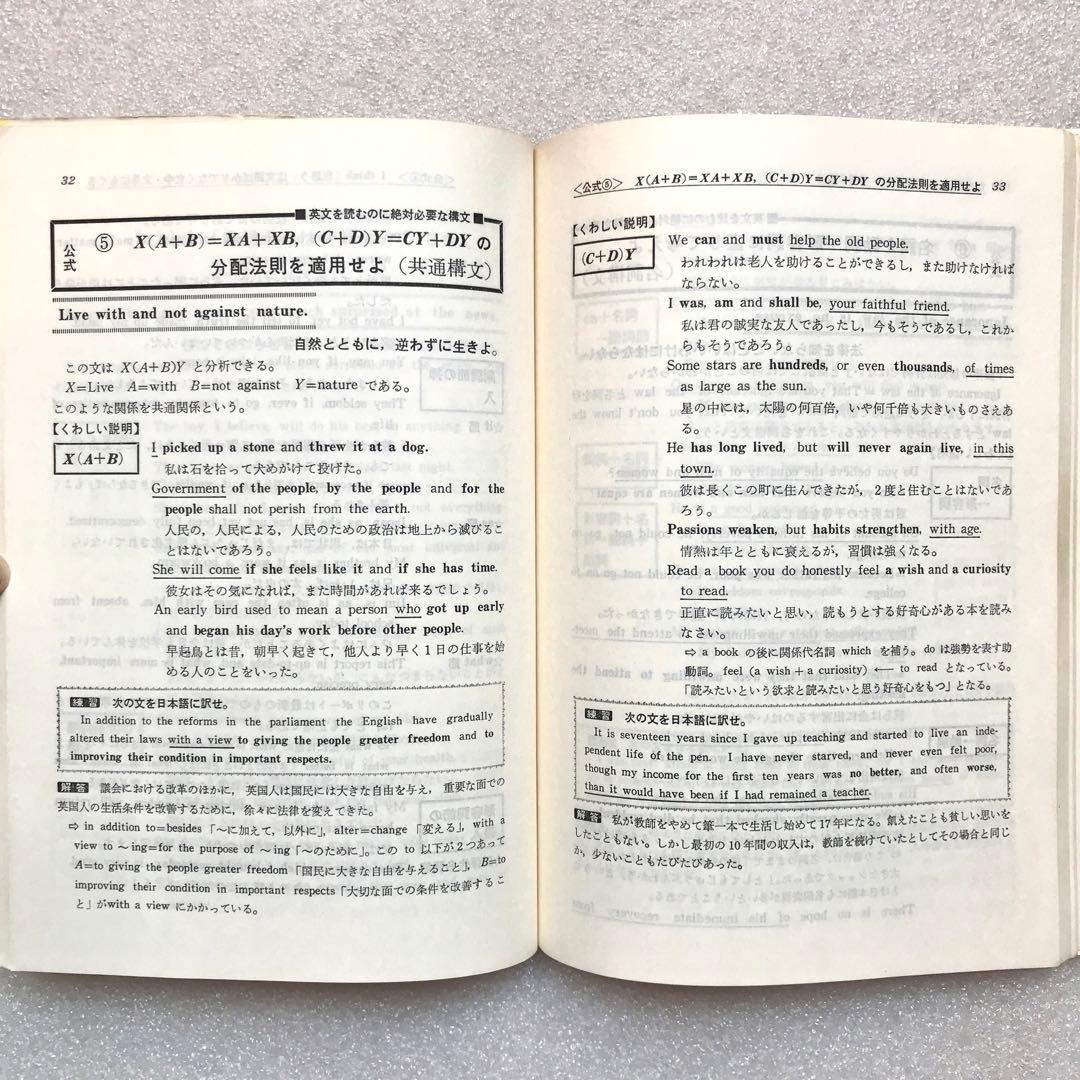 32
■英文を読むのに絶対必要な構文■
公式 ⑤ X(A+B)=XA+XB, (C+D)Y=CY+DY の
分配法則を適用せよ（共通構文）
Live with and not against nature.
自然とともに，逆わずに生きよ。
この文は X(A+B)Y と分析できる。
X=Live A=with B=not against Y=nature である。
このような関係を共通関係という。
【くわしい説明】
X(A+B)
I picked up a stone and threw it at a dog.
私は石を拾って犬めがけて投げた。
Government of the people, by the people and for the
people shall not perish from the earth.
人民の，人民による，人民のための政治は地上から滅びるこ
とはないであろう。
She will come if she feels like it and if she has time.
彼女はその気になれば，また時間があれば来るでしょう。
An early bird used to mean a person who got up early
and began his day's work before other people.
早起鳥とは昔，朝早く起きて，他人より早く1日の仕事を始
める人のことをいった。
練習 次の文を日本語に訳せ。
In addition to the reforms in the parliament the English have gradually
altered their laws with a view to giving the people greater freedom and to
improving their condition in important respects.
解答 議会における改革のほかに，英国人は国民には大きな自由を与え，重要な面での
英国人の生活条件を改善するために，徐々に法律を変えてきた。
⇨ in addition to=besides「〜に加えて，以外に」, alter=change「変える」, with a
view to 〜ing=for the purpose of 〜ing「〜のために」。この to 以下が2つあって
A=to giving the people greater freedom「国民に大きな自由を与えること」, B=to
improving their condition in important respects「大切な面での条件を改善するこ
と」が with a view にかかっている。
<公式⑤> X(A+B)=XA+XB, (C+D)Y=CY+DY の分配法則を適用せよ 33
【くわしい説明】
(C+D)Y
We can and must help the old people.
われわれは老人を助けることができるし，また助けなければ
ならない。
I was, am and shall be, your faithful friend.
私は君の誠実な友人であったし，今もそうであるし，これか
らもそうであろう。
Some stars are hundreds, or even thousands, of times
as large as the sun.
星の中には，太陽の何百倍，いや何千倍も大きいものさえあ
る。
He has long lived, but will never again live, in this
town.
彼は長くこの町に住んできたが，2度と住むことはないであ
ろう。
Passions weaken, but habits strengthen, with age.
情熱は年とともに衰えるが，習慣は強くなる。
Read a book you do honestly feel a wish and a curiosity
to read.
正直に読みたいと思い，読もうとする好奇心がある本を読み
なさい。
⇨ a book の後に関係代名詞 which を補う。do は強勢を表す助
動詞。feel (a wish + a curiosity) ← to read となっている。
「読みたいという欲求と読みたいと思う好奇心をもつ」となる。
練習 次の文を日本語に訳せ。
It is seventeen years since I gave up teaching and started to live an inde-
pendent life of the pen. I have never starved, and never even felt poor,
though my income for the first ten years was no better, and often worse,
than it would have been if I had remained a teacher.
解答 私が教師をやめて筆一本で生活し始めて17年になる。飢えたことも貧しい思いを
したこともない。しかし最初の10年間の収入は，教師を続けていたとしてその場合と同じ
か，少ないこともたびたびあった。